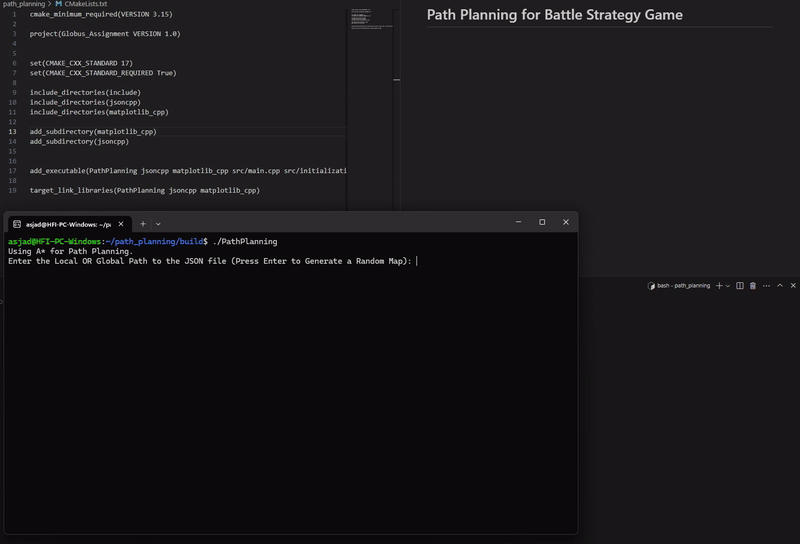 path_planning > CMakeLists.txt
1 cmake_minimum_required(VERSION 3.15)
2
3 project(Globus_Assignment VERSION 1.0)
4
5
6 set(CMAKE_CXX_STANDARD 17)
7 set(CMAKE_CXX_STANDARD_REQUIRED True)
8
9 include_directories(include)
10 include_directories(jsoncpp)
11 include_directories(matplotlib_cpp)
12
13 add_subdirectory(matplotlib_cpp)
14 add_subdirectory(jsoncpp)
15
16
17 add_executable(PathPlanning jsoncpp matplotlib_cpp src/main.cpp src/initializati
18
19 target_link_libraries(PathPlanning jsoncpp matplotlib_cpp)
Path Planning for Battle Strategy Game
asjad@HFI-PC-Windows: ~/p
asjad@HFI-PC-Windows:~/path_planning/build$ ./PathPlanning
Using A* for Path Planning.
Enter the Local OR Global Path to the JSON file (Press Enter to Generate a Random Map):
bash - path_planning